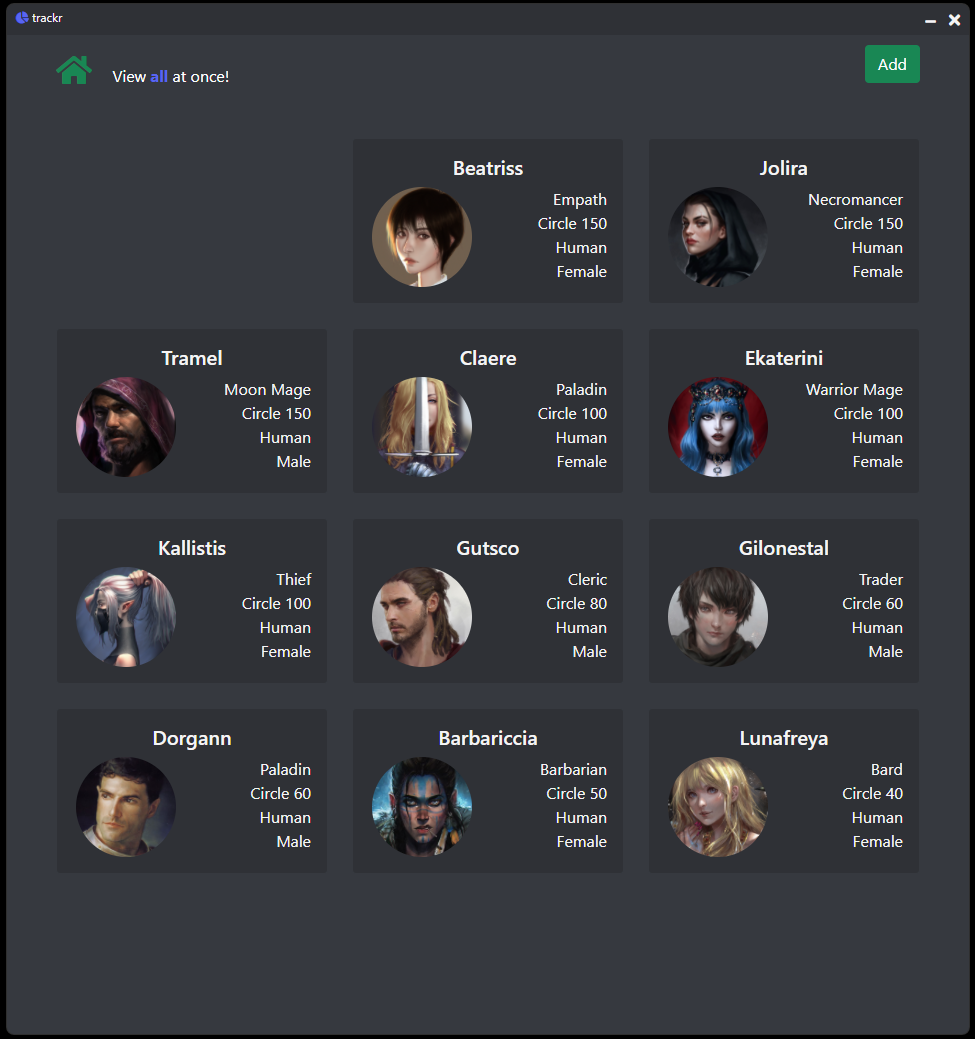 trackr
View all at once!
Add
Beatriss
Empath
Circle 150
Human
Female
Jolira
Necromancer
Circle 150
Human
Female
Tramel
Moon Mage
Circle 150
Human
Male
Claere
Paladin
Circle 100
Human
Female
Ekaterini
Warrior Mage
Circle 100
Human
Female
Kallistis
Thief
Circle 100
Human
Female
Gutsco
Cleric
Circle 80
Human
Male
Gilonestal
Trader
Circle 60
Human
Male
Dorgann
Paladin
Circle 60
Human
Male
Barbariccia
Barbarian
Circle 50
Human
Female
Lunafreya
Bard
Circle 40
Human
Female